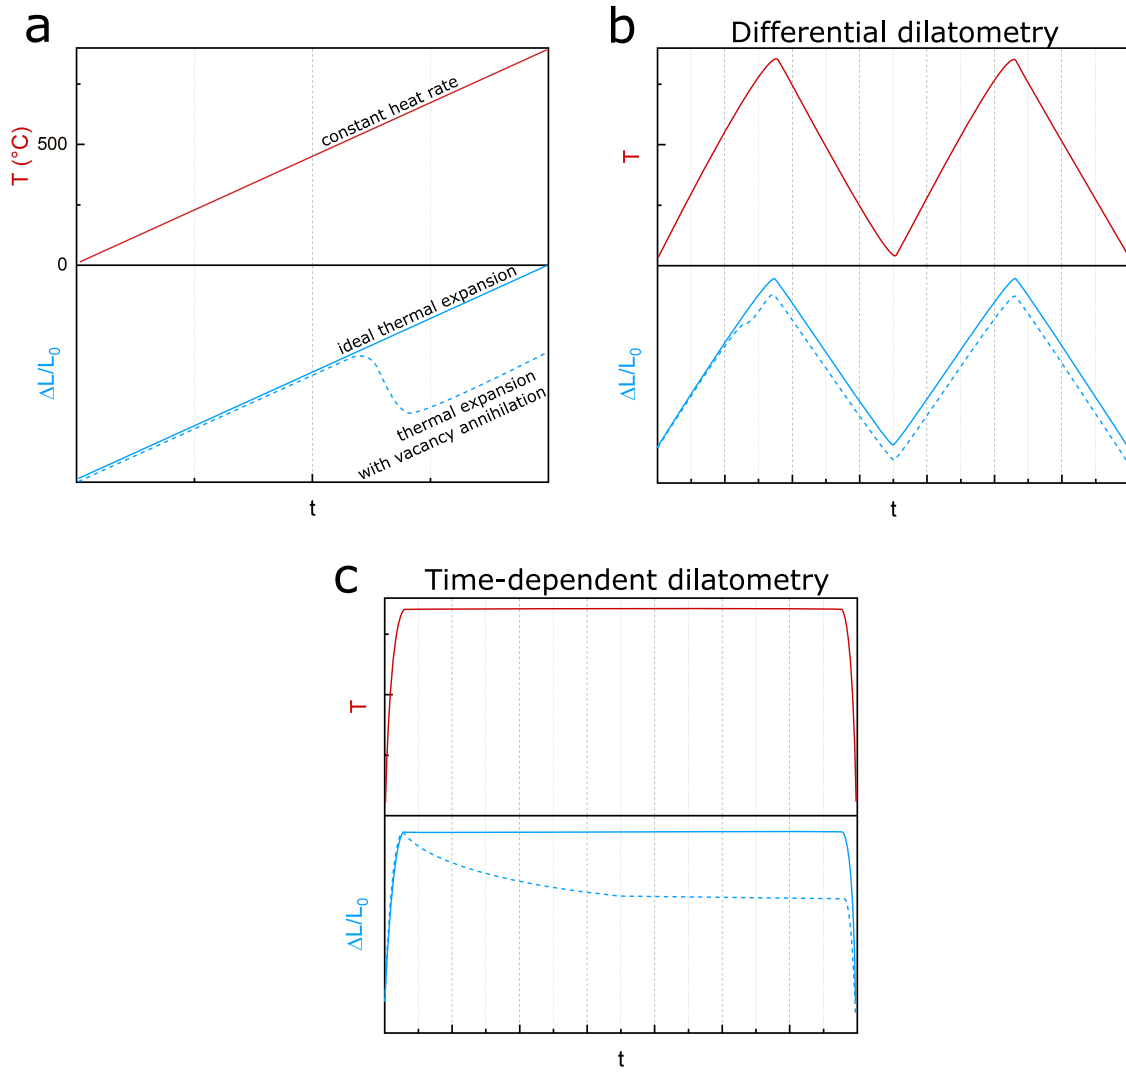 a
T (°C)
500
0
constant heat rate
ΔL/L₀
ideal thermal expansion
thermal expansion
with vacancy annihilation
t
b
Differential dilatometry
T
ΔL/L₀
t
c
Time-dependent dilatometry
T
ΔL/L₀
t